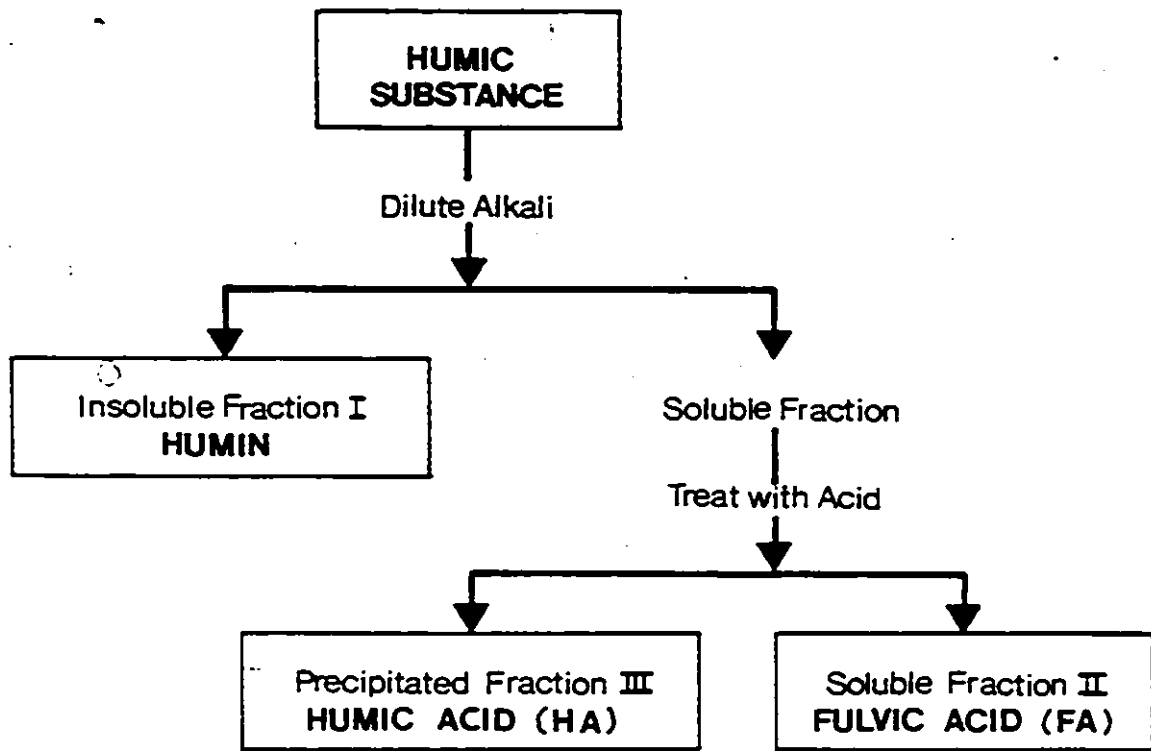 HUMIC
SUBSTANCE
Dilute Alkali
Insoluble Fraction I
HUMIN
Soluble Fraction
Treat with Acid
Precipitated Fraction III
HUMIC ACID (HA)
Soluble Fraction II
FULVIC ACID (FA)